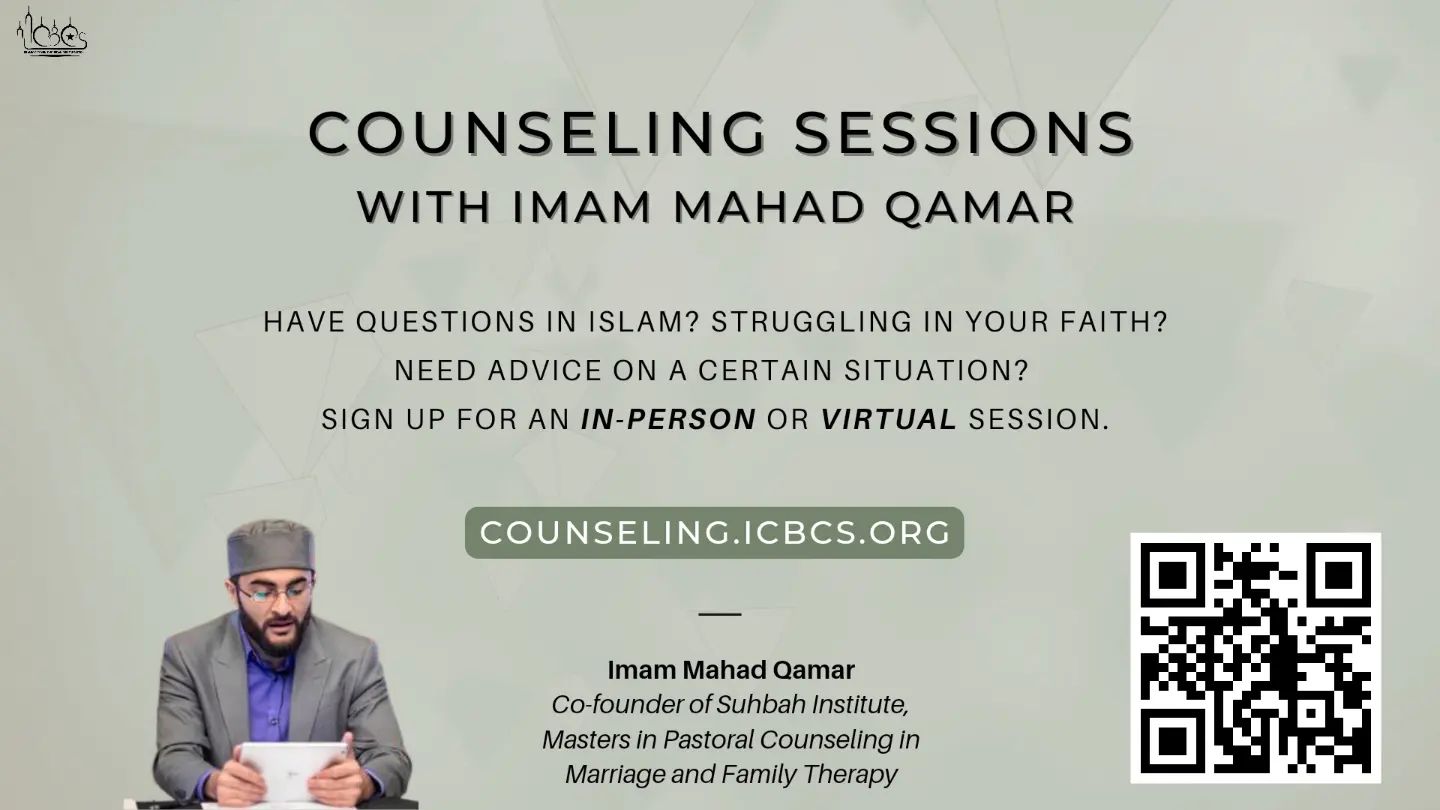 ICBCS
COUNSELING SESSIONS
WITH IMAM MAHAD QAMAR
HAVE QUESTIONS IN ISLAM? STRUGGLING IN YOUR FAITH?
NEED ADVICE ON A CERTAIN SITUATION?
SIGN UP FOR AN IN-PERSON OR VIRTUAL SESSION.
COUNSELING.ICBCS.ORG
Imam Mahad Qamar
Co-founder of Suhbah Institute,
Masters in Pastoral Counseling in
Marriage and Family Therapy